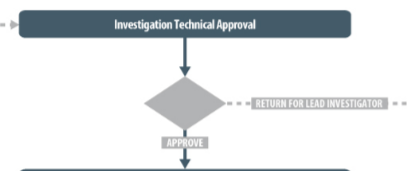 Investigation Technical Approval
RETURN FOR LEAD INVESTIGATOR
APPROVE